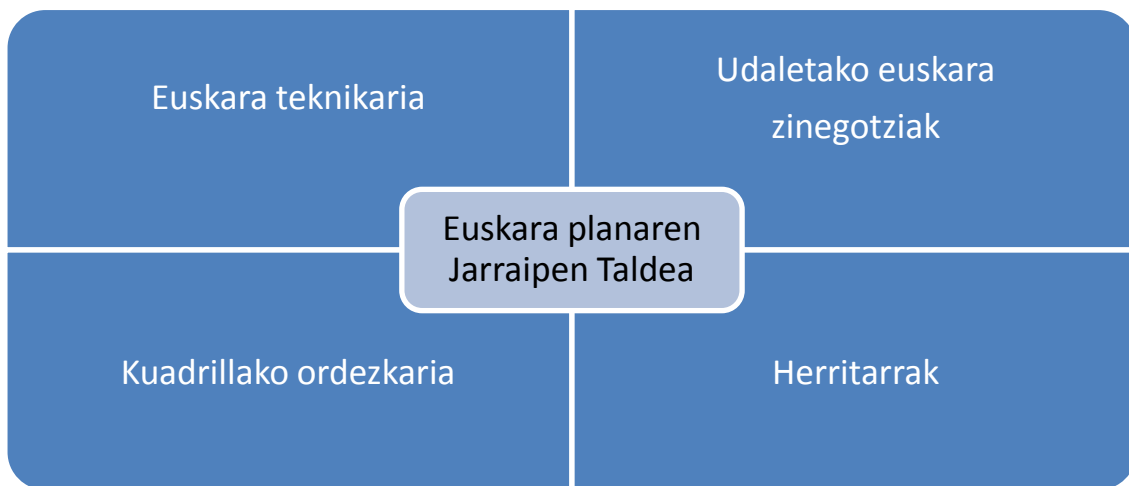 Euskara teknikaria
Udaletako euskara
zinegotziak
Euskara planaren
Jarraipen Taldea
Kuadrillako ordezkaria
Herritarrak